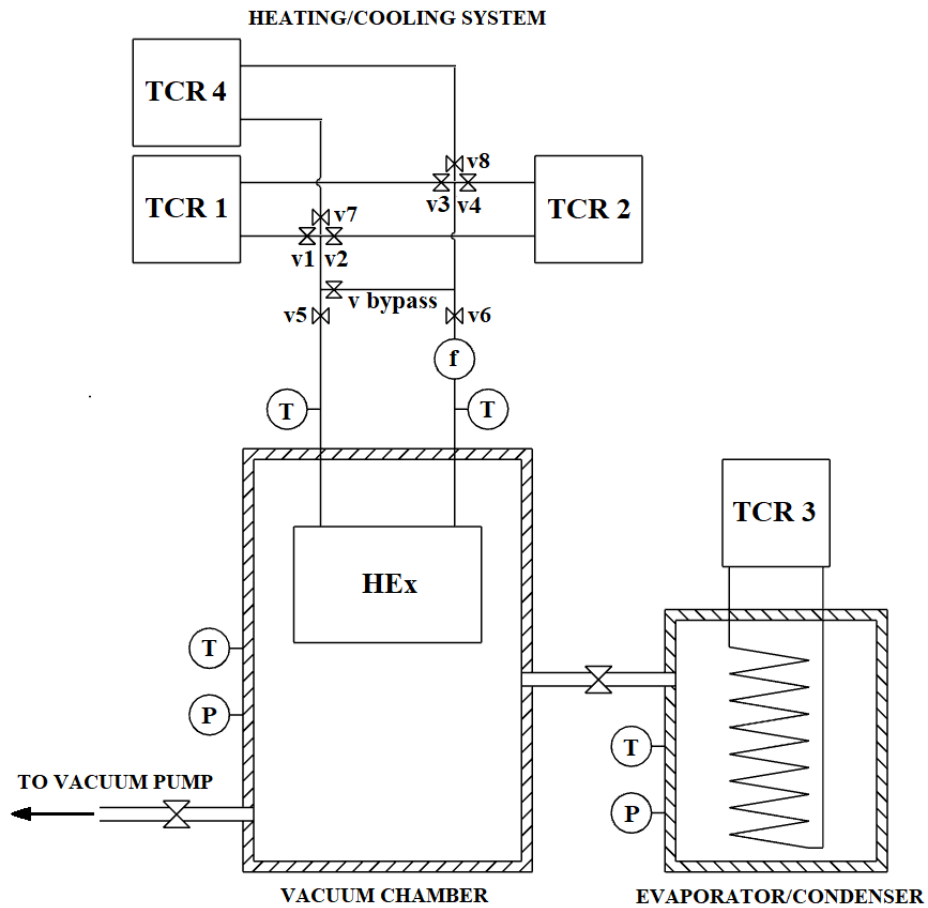 HEATING/COOLING SYSTEM
TCR 4
TCR 1
TCR 2
v8
v3
v4
v7
v1
v2
v bypass
v5
v6
f
T
T
TCR 3
HEx
T
P
T
P
TO VACUUM PUMP
VACUUM CHAMBER
EVAPORATOR/CONDENSER